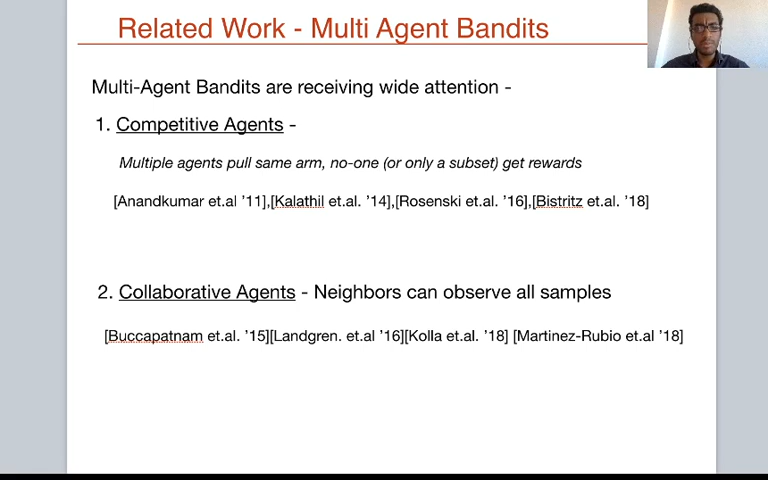 Related Work - Multi Agent Bandits
Multi-Agent Bandits are receiving wide attention -
1. Competitive Agents -
Multiple agents pull same arm, no-one (or only a subset) get rewards
[Anandkumar et.al '11],[Kalathil et.al. '14],[Rosenski et.al. '16],[Bistritz et.al. '18]
2. Collaborative Agents - Neighbors can observe all samples
[Buccapatnam et.al. '15][Landgren. et.al '16][Kolla et.al. '18] [Martinez-Rubio et.al '18]